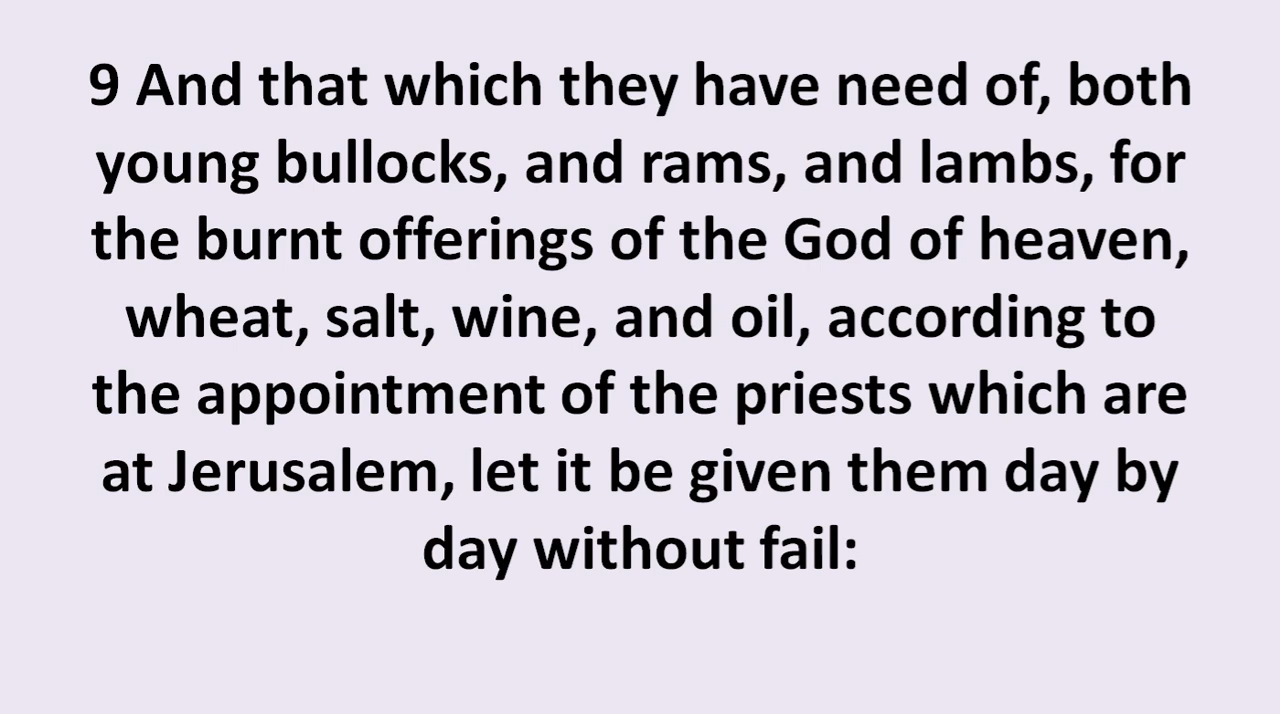 9 And that which they have need of, both
young bullocks, and rams, and lambs, for
the burnt offerings of the God of heaven,
wheat, salt, wine, and oil, according to
the appointment of the priests which are
at Jerusalem, let it be given them day by
day without fail: